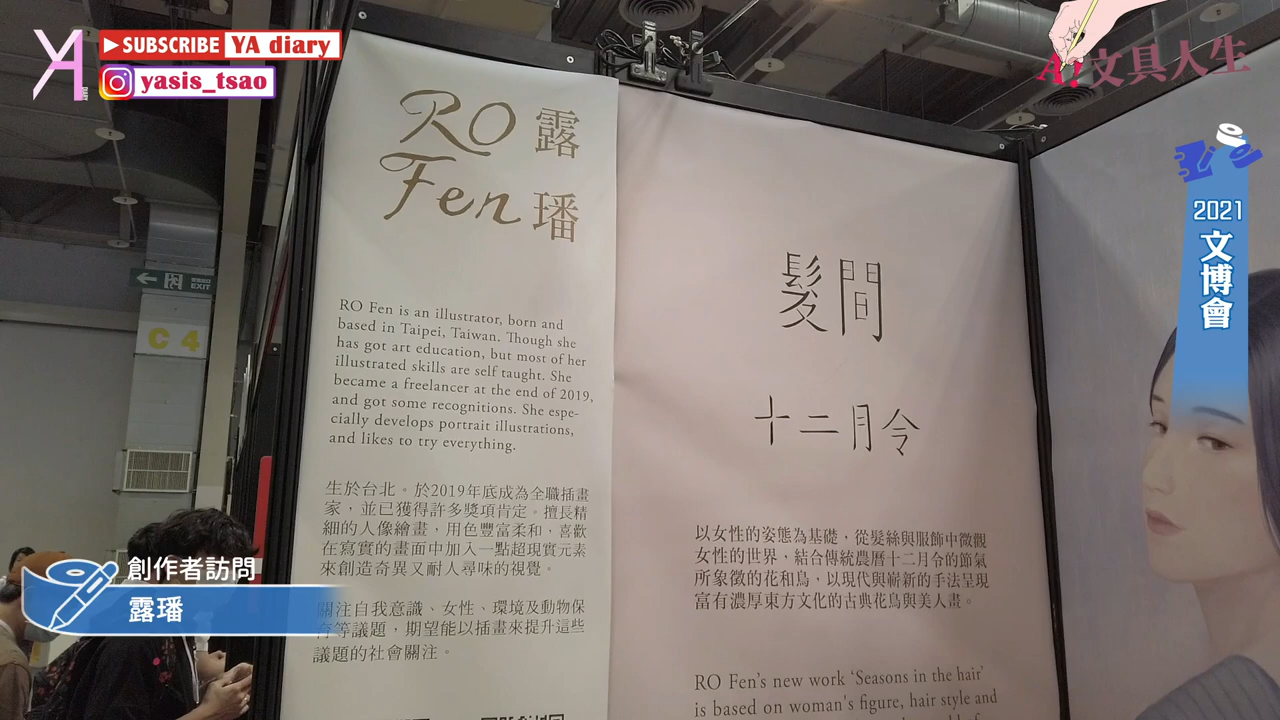 YA
DIARY
SUBSCRIBE YA diary
yasis_tsao
A! 文具人生
2021
文博會
EXIT
C 4
RO 露
Fen 璠
RO Fen is an illustrator, born and
based in Taipei, Taiwan. Though she
has got art education, but most of her
illustrated skills are self taught. She
became a freelancer at the end of 2019,
and got some recognitions. She espe-
cially develops portrait illustrations,
and likes to try everything.
生於台北。於2019年底成為全職插畫
家，並已獲得許多獎項肯定。擅長精
細的人像繪畫，用色豐富柔和，喜歡
在寫實的畫面中加入一點超現實元素
來創造奇異又耐人尋味的視覺。
關注自我意識、女性、環境及動物保
育等議題，期望能以插畫來提升這些
議題的社會關注。
髮間
十二月令
以女性的姿態為基礎，從髮絲與服飾中微觀
女性的世界，結合傳統農曆十二月令的節氣
所象徵的花和鳥，以現代與嶄新的手法呈現
富有濃厚東方文化的古典花鳥與美人畫。
RO Fen's new work 'Seasons in the hair'
is based on woman's figure, hair style and
創作者訪問
露璠